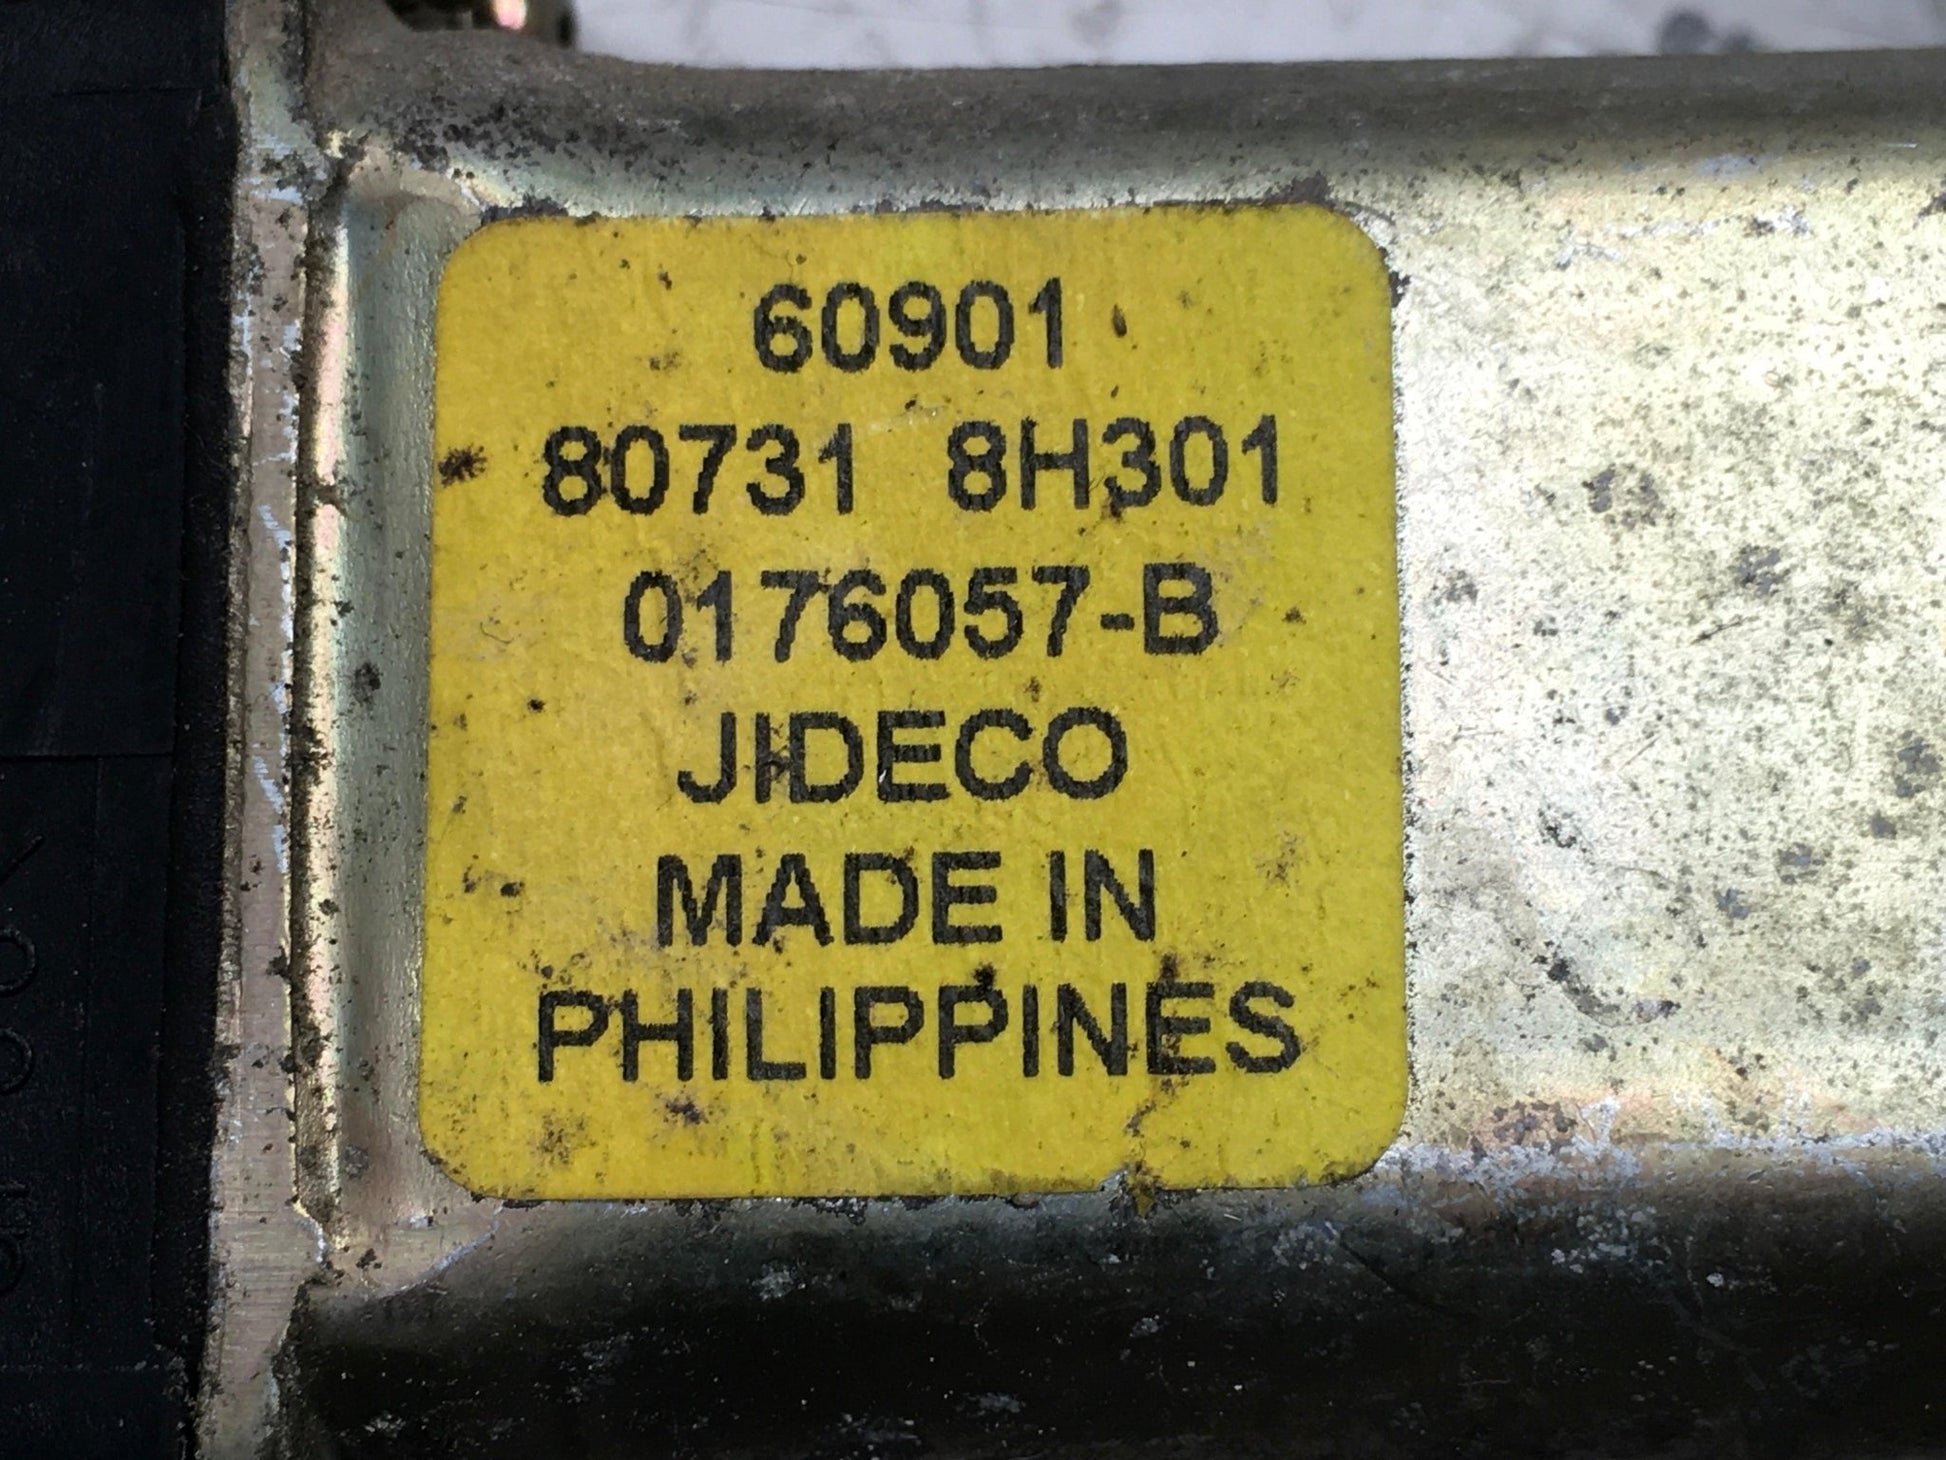 60901
80731 8H301
0176057-B
JIDECO
MADE IN
PHILIPPINES